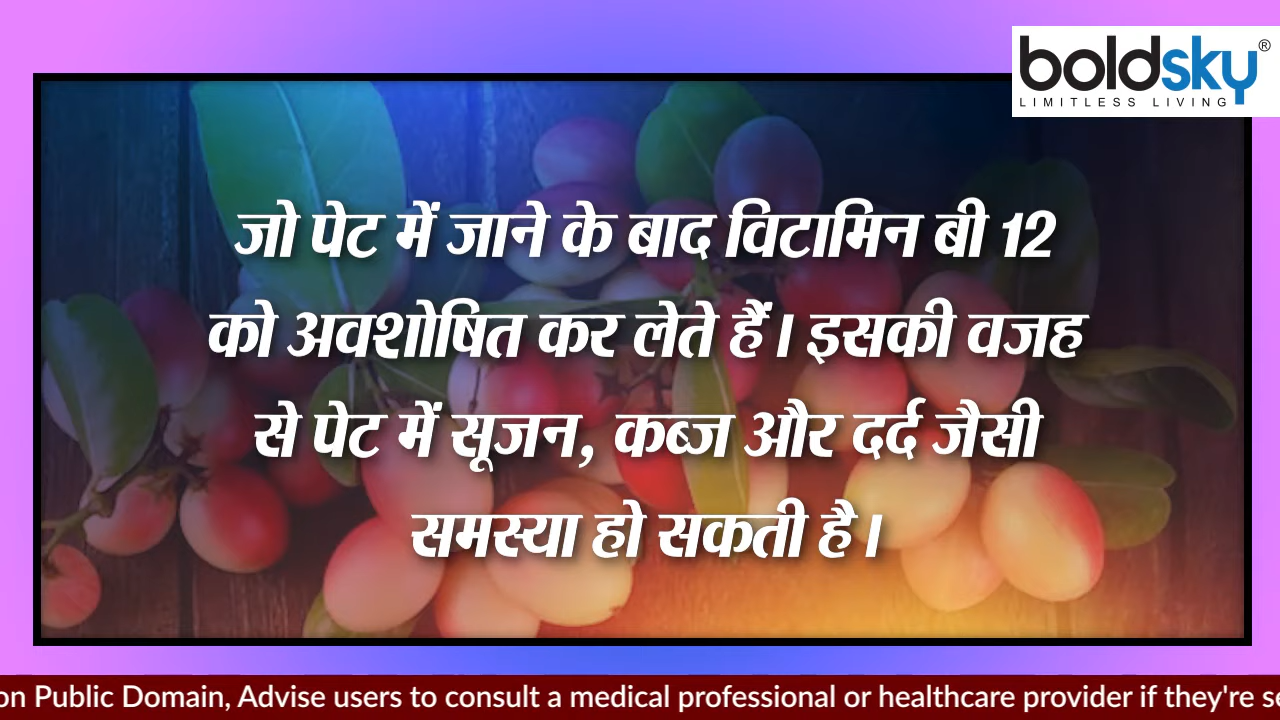 boldsky®
LIMITLESS LIVING
जो पेट में जाने के बाद विटामिन बी 12
को अवशोषित कर लेते हैं। इसकी वजह
से पेट में सूजन, कब्ज और दर्द जैसी
समस्या हो सकती है।
on Public Domain, Advise users to consult a medical professional or healthcare provider if they're se